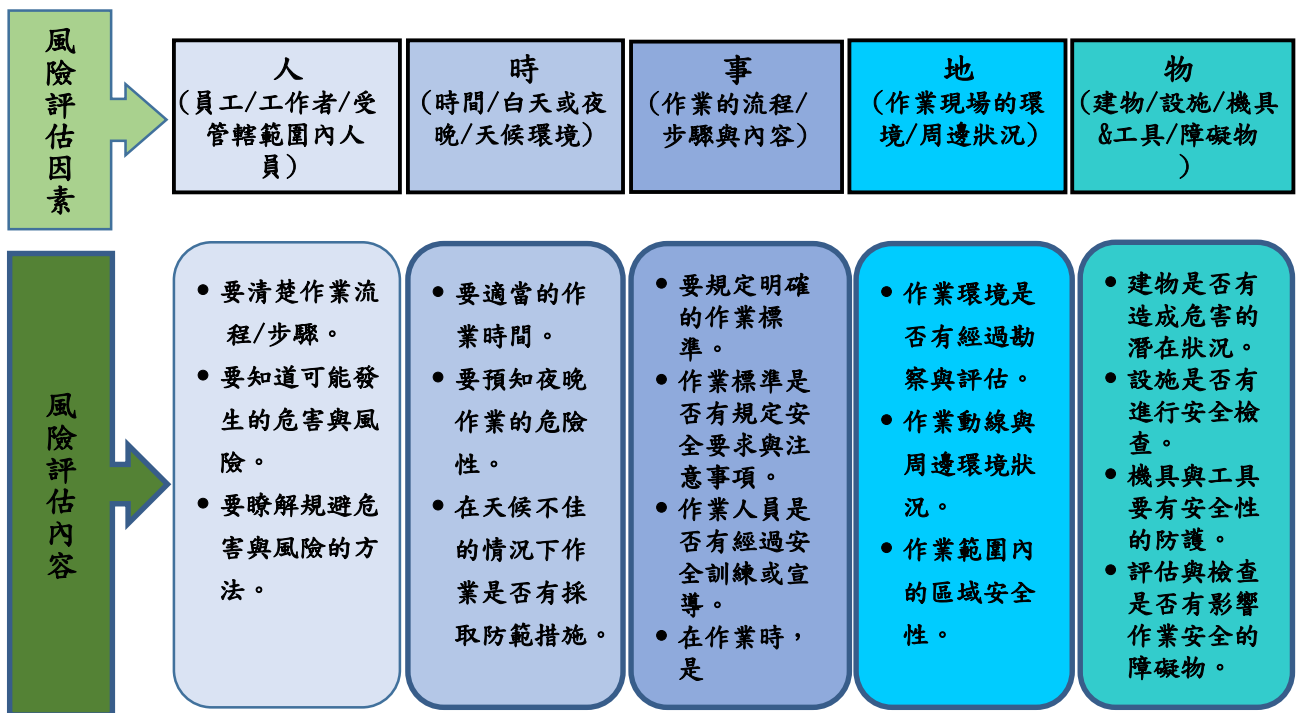 風
險
評
估
因
素
人
(員工/工作者/受
管轄範圍內人
員)
時
(時間/白天或夜
晚/天候環境)
事
(作業的流程/
步驟與內容)
地
(作業現場的環
境/周邊狀況)
物
(建物/設施/機具
&工具/障礙物
)
風
險
評
估
內
容
• 要清楚作業流
程/步驟。
• 要知道可能發
生的危害與風
險。
• 要瞭解規避危
害與風險的方
法。
• 要適當的作
業時間。
• 要預知夜晚
作業的危險
性。
• 在天候不佳
的情況下作
業是否有採
取防範措施。
• 要規定明確
的作業標
準。
• 作業標準是
否有規定安
全要求與注
意事項。
• 作業人員是
否有經過安
全訓練或宣
導。
• 在作業時，
是
• 作業環境是
否有經過勘
察與評估。
• 作業動線與
周邊環境狀
況。
• 作業範圍內
的區域安全
性。
• 建物是否有
造成危害的
潛在狀況。
• 設施是否有
進行安全檢
查。
• 機具與工具
要有安全性
的防護。
• 評估與檢查
是否有影響
作業安全的
障礙物。